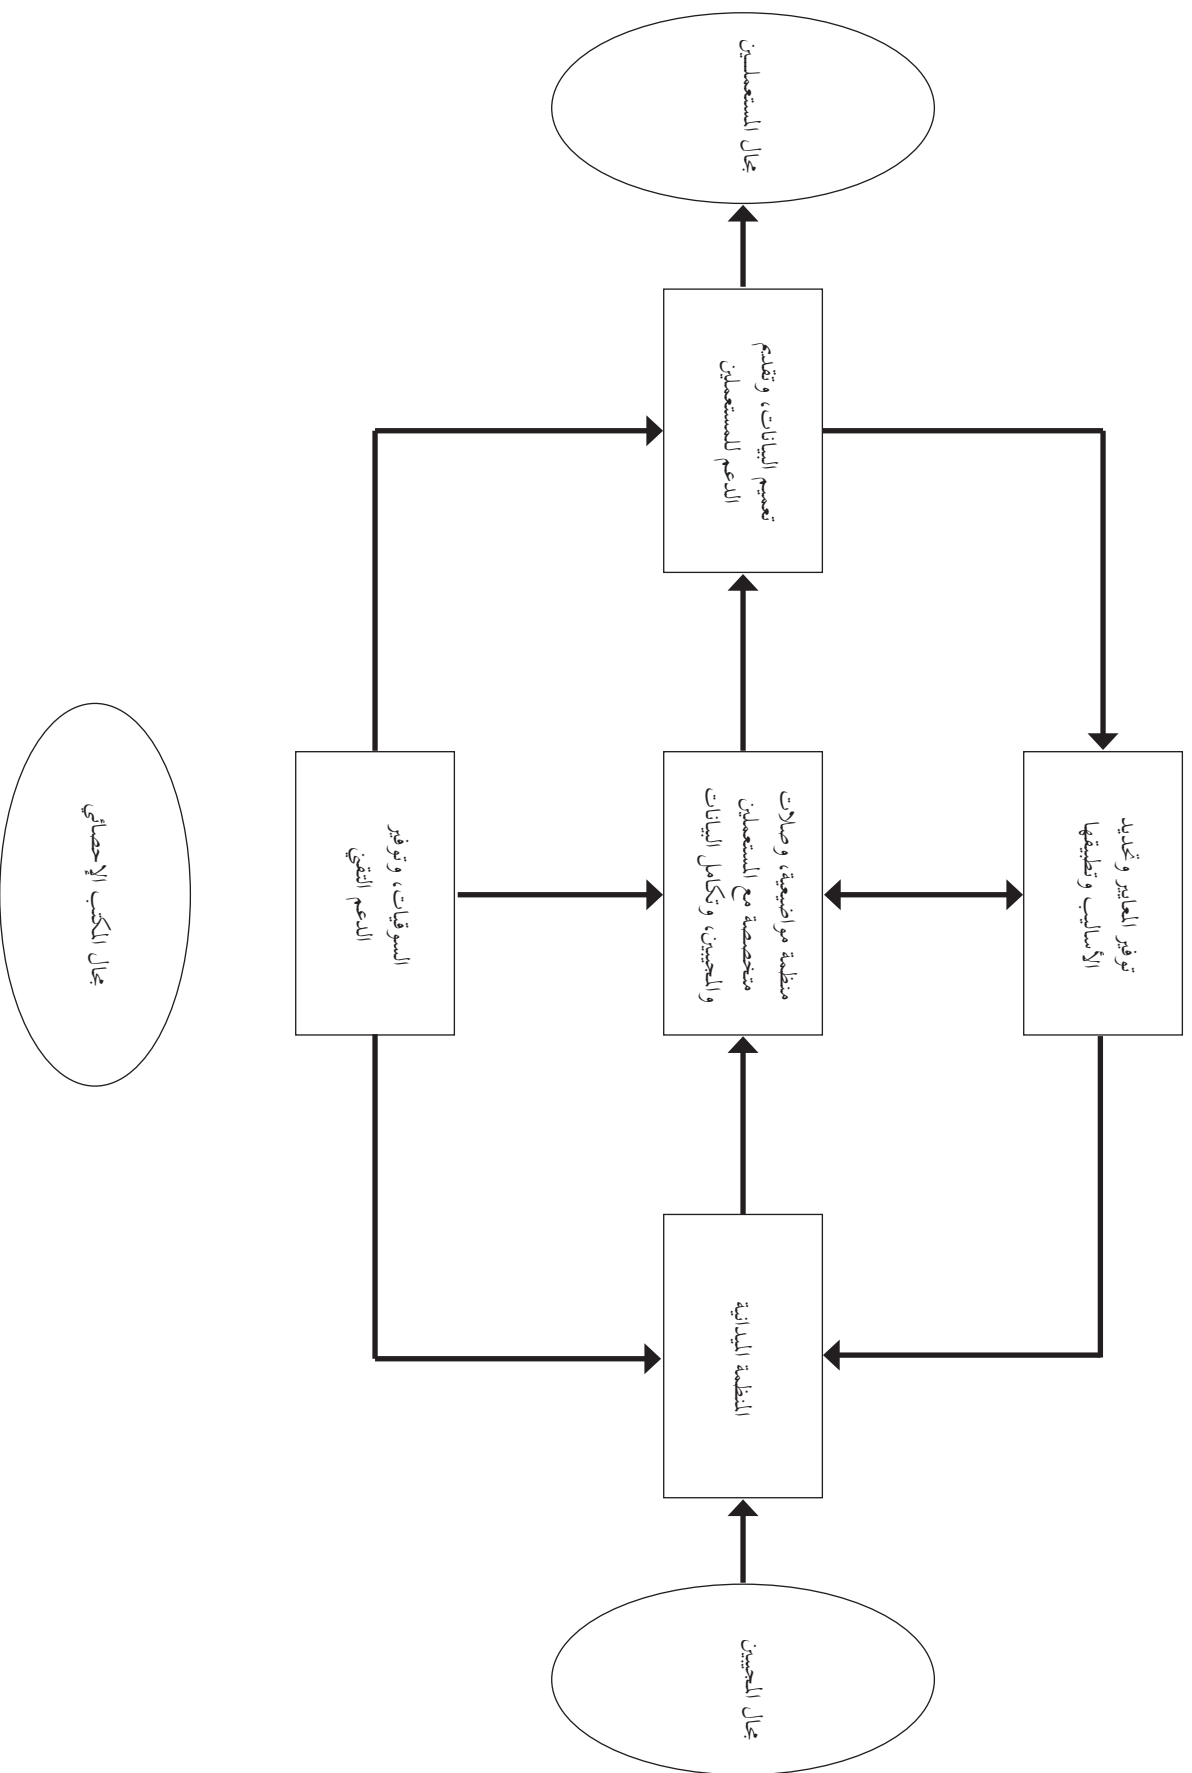 توفير المعايير وتحديد
الأساليب وتطبيقها
مجال المجيبين
المنظمة الميدانية
منظمة مواضيعية، وصلات
متخصصة مع المستعملين
والمجيبين، وتكامل البيانات
تعميم البيانات، وتقديم
الدعم للمستعملين
مجال المستعملين
السوقيات، وتوفير
الدعم التقني
مجال المكتب الإحصائي